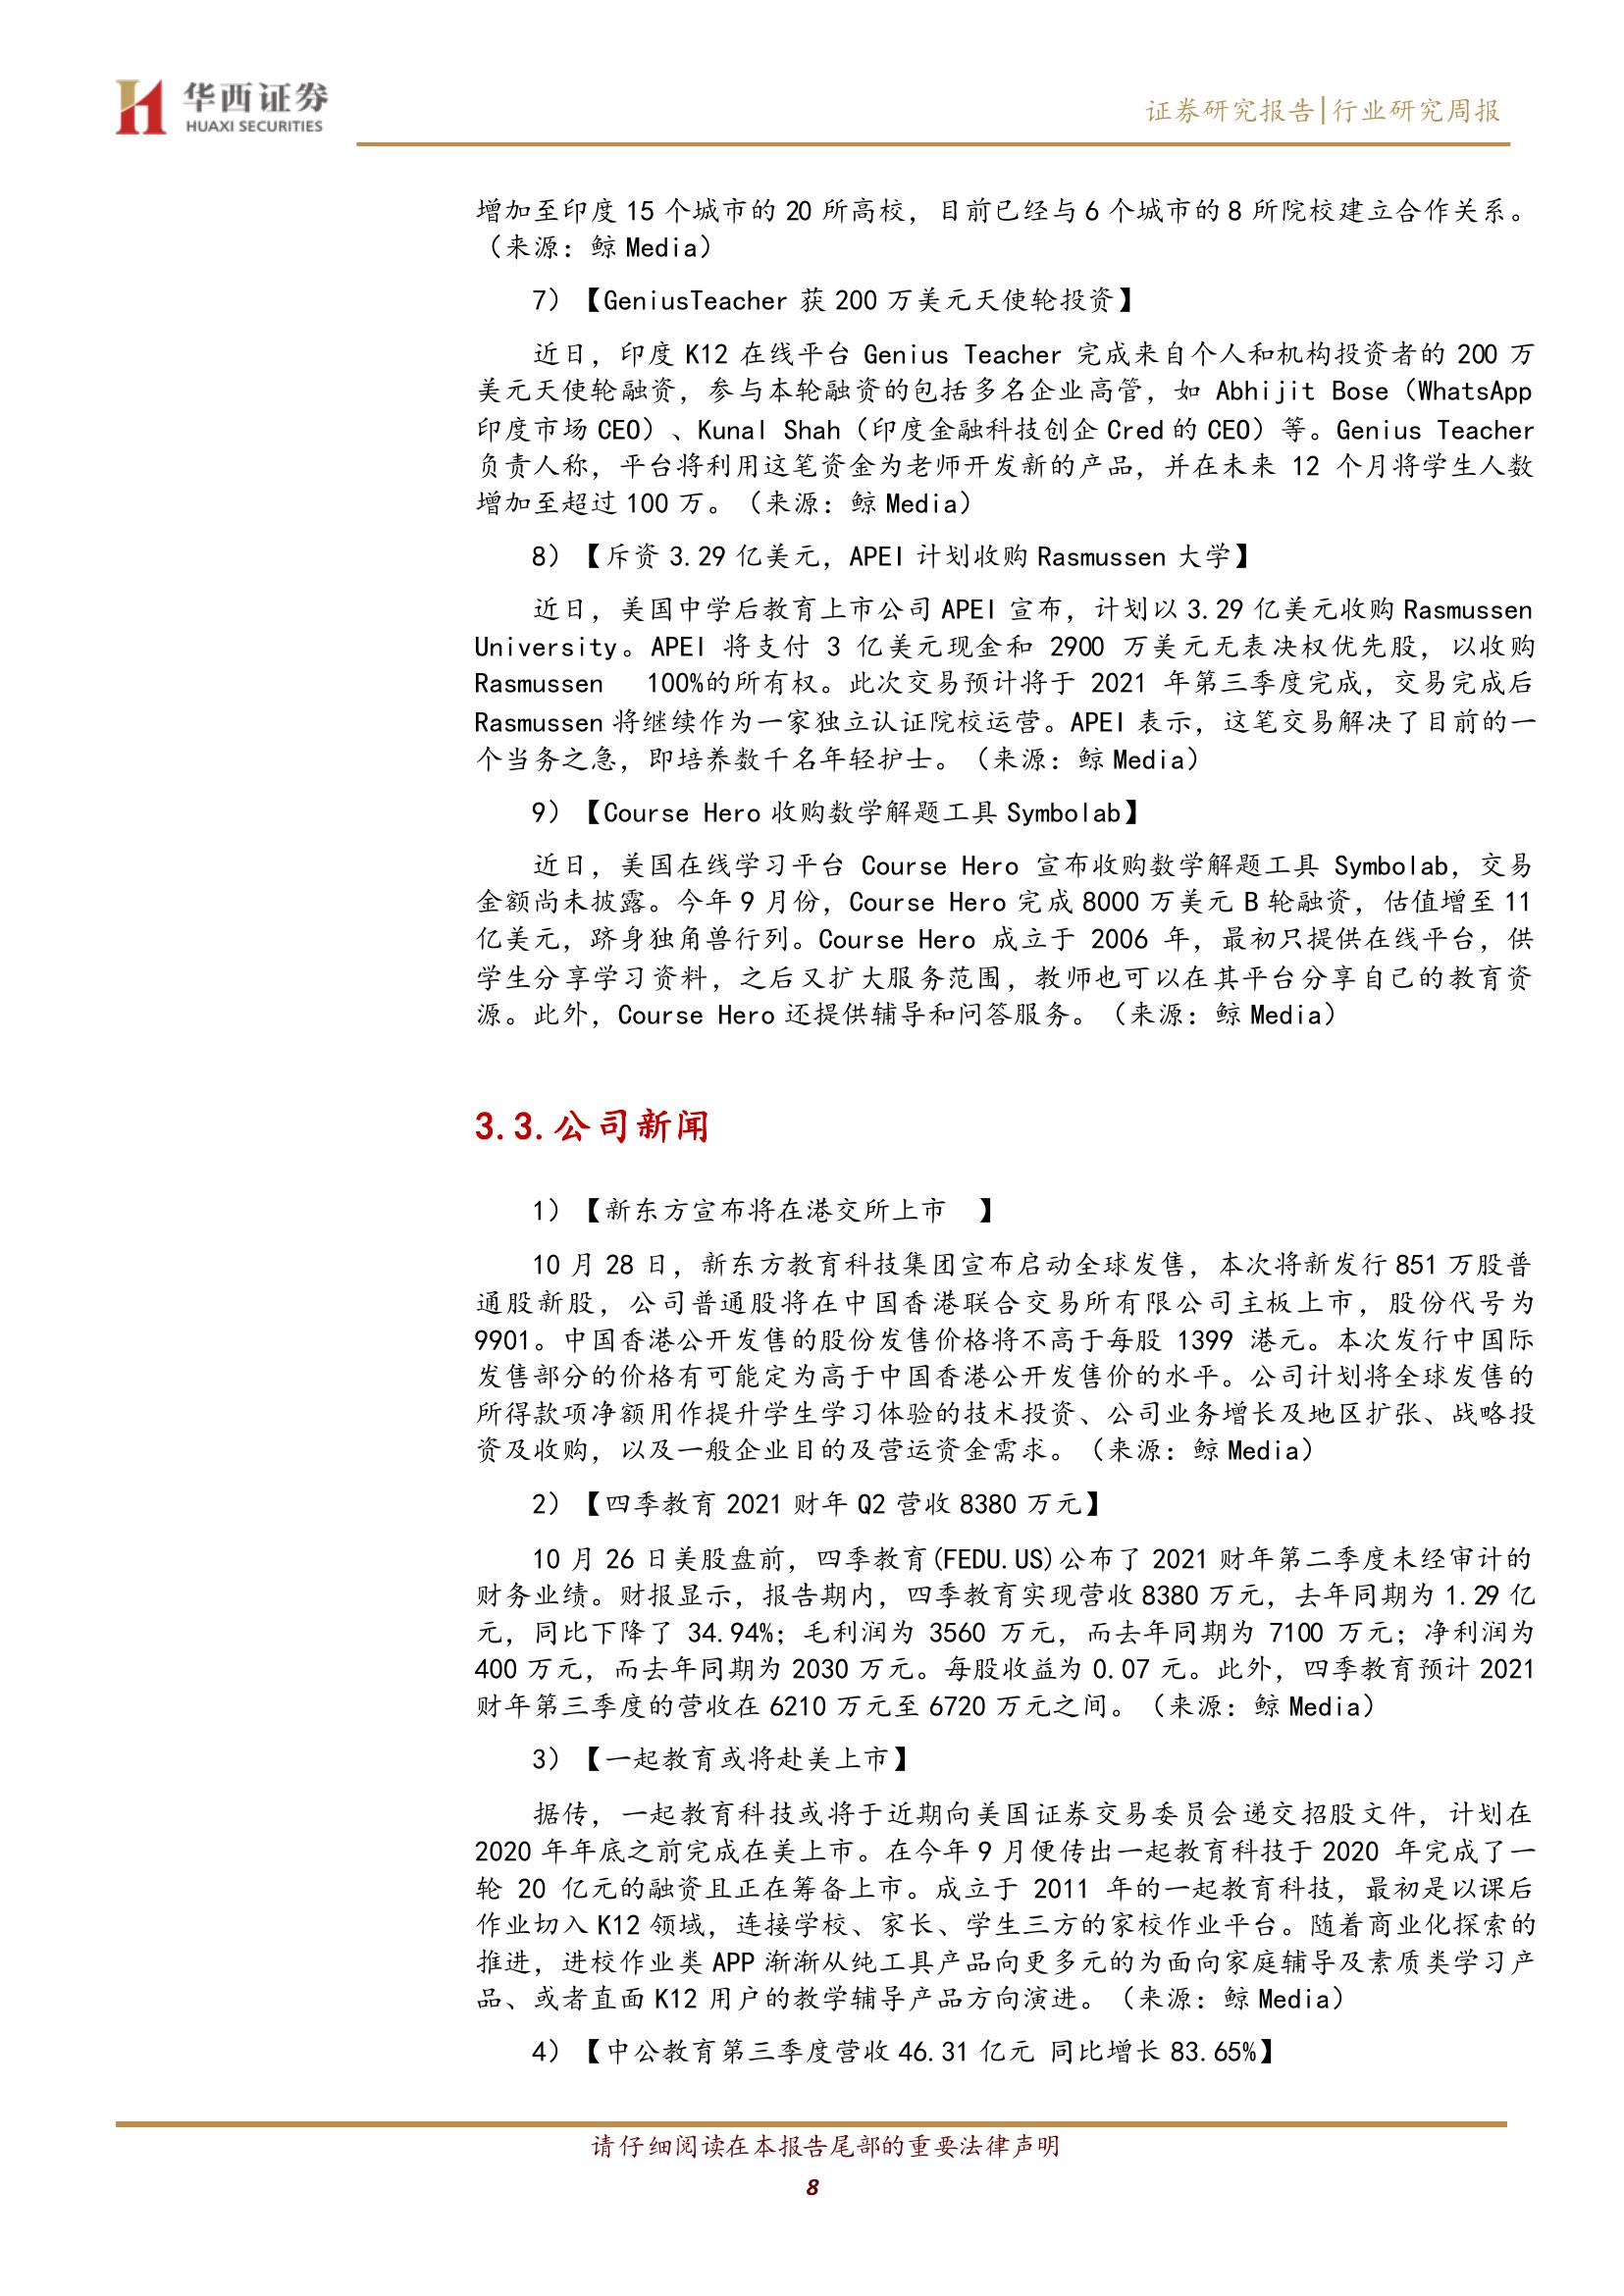 华西证券
HUAXI SECURITIES
证券研究报告|行业研究周报
增加至印度 15 个城市的 20 所高校，目前已经与 6 个城市的 8 所院校建立合作关系。
（来源：鲸 Media）
7）【GeniusTeacher 获 200 万美元天使轮投资】
近日，印度 K12 在线平台 Genius Teacher 完成来自个人和机构投资者的 200 万
美元天使轮融资，参与本轮融资的包括多名企业高管，如 Abhijit Bose（WhatsApp
印度市场 CEO）、Kunal Shah（印度金融科技创企 Cred 的 CEO）等。Genius Teacher
负责人称，平台将利用这笔资金为老师开发新的产品，并在未来 12 个月将学生人数
增加至超过 100 万。（来源：鲸 Media）
8）【斥资 3.29 亿美元，APEI 计划收购 Rasmussen 大学】
近日，美国中学后教育上市公司 APEI 宣布，计划以 3.29 亿美元收购 Rasmussen
University。APEI 将支付 3 亿美元现金和 2900 万美元无表决权优先股，以收购
Rasmussen 100%的所有权。此次交易预计将于 2021 年第三季度完成，交易完成后
Rasmussen 将继续作为一家独立认证院校运营。APEI 表示，这笔交易解决了目前的一
个当务之急，即培养数千名年轻护士。（来源：鲸 Media）
9）【Course Hero 收购数学解题工具 Symbolab】
近日，美国在线学习平台 Course Hero 宣布收购数学解题工具 Symbolab，交易
金额尚未披露。今年 9 月份，Course Hero 完成 8000 万美元 B 轮融资，估值增至 11
亿美元，跻身独角兽行列。Course Hero 成立于 2006 年，最初只提供在线平台，供
学生分享学习资料，之后又扩大服务范围，教师也可以在其平台分享自己的教育资
源。此外，Course Hero 还提供辅导和问答服务。（来源：鲸 Media）
3.3.公司新闻
1）【新东方宣布将在港交所上市 】
10 月 28 日，新东方教育科技集团宣布启动全球发售，本次将新发行 851 万股普
通股新股，公司普通股将在中国香港联合交易所有限公司主板上市，股份代号为
9901。中国香港公开发售的股份发售价格将不高于每股 1399 港元。本次发行中国际
发售部分的价格有可能定为高于中国香港公开发售价的水平。公司计划将全球发售的
所得款项净额用作提升学生学习体验的技术投资、公司业务增长及地区扩张、战略投
资及收购，以及一般企业目的及营运资金需求。（来源：鲸 Media）
2）【四季教育 2021 财年 Q2 营收 8380 万元】
10 月 26 日美股盘前，四季教育(FEDU.US)公布了 2021 财年第二季度未经审计的
财务业绩。财报显示，报告期内，四季教育实现营收 8380 万元，去年同期为 1.29 亿
元，同比下降了 34.94%；毛利润为 3560 万元，而去年同期为 7100 万元；净利润为
400 万元，而去年同期为 2030 万元。每股收益为 0.07 元。此外，四季教育预计 2021
财年第三季度的营收在 6210 万元至 6720 万元之间。（来源：鲸 Media）
3）【一起教育或将赴美上市】
据传，一起教育科技或将于近期向美国证券交易委员会递交招股文件，计划在
2020 年年底之前完成在美上市。在今年 9 月便传出一起教育科技于 2020 年完成了一
轮 20 亿元的融资且正在筹备上市。成立于 2011 年的一起教育科技，最初是以课后
作业切入 K12 领域，连接学校、家长、学生三方的家校作业平台。随着商业化探索的
推进，进校作业类 APP 渐渐从纯工具产品向更多元的为面向家庭辅导及素质类学习产
品、或者直面 K12 用户的教学辅导产品方向演进。（来源：鲸 Media）
4）【中公教育第三季度营收 46.31 亿元 同比增长 83.65%】
请仔细阅读在本报告尾部的重要法律声明
8